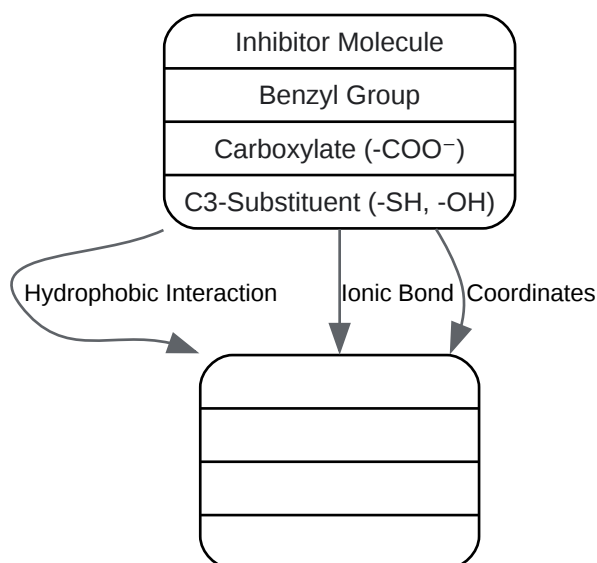 Inhibitor Molecule
Benzyl Group
Carboxylate (-COO⁻)
C3-Substituent (-SH, -OH)
Hydrophobic Interaction
Ionic Bond
Coordinates